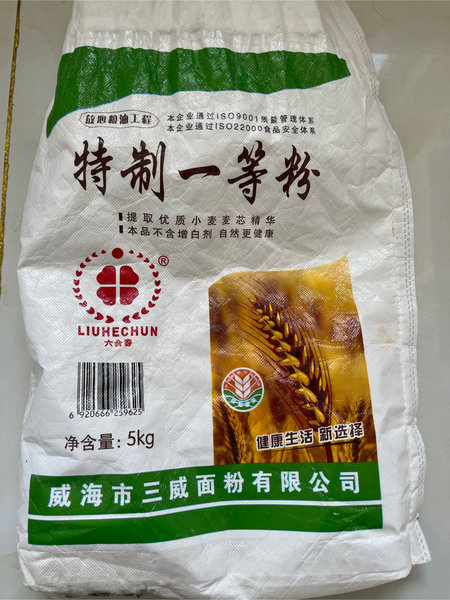 放心粮油工程
本企业通过ISO9001质量管理体系
本企业通过ISO22000食品安全体系
特制一等粉
提取优质小麦麦芯精华
本品不含增白剂 自然更健康
®
LIUHECHUN
六合春
6 920666 259625
净含量: 5kg
健康生活 新选择
威海市三威面粉有限公司